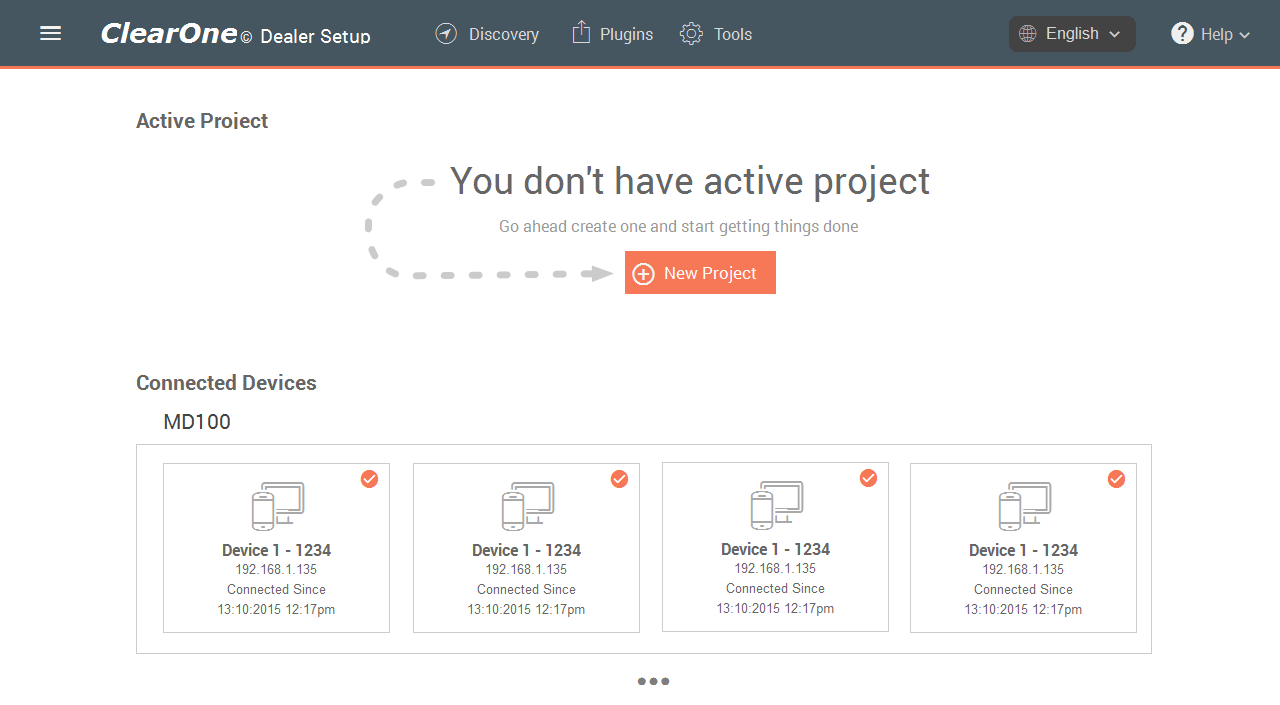 ClearOne© Dealer Setup Discovery Plugins Tools English Help
Active Project
You don't have active project
Go ahead create one and start getting things done
New Project
Connected Devices
MD100
Device 1 - 1234
192.168.1.135
Connected Since
13:10:2015 12:17pm
Device 1 - 1234
192.168.1.135
Connected Since
13:10:2015 12:17pm
Device 1 - 1234
192.168.1.135
Connected Since
13:10:2015 12:17pm
Device 1 - 1234
192.168.1.135
Connected Since
13:10:2015 12:17pm